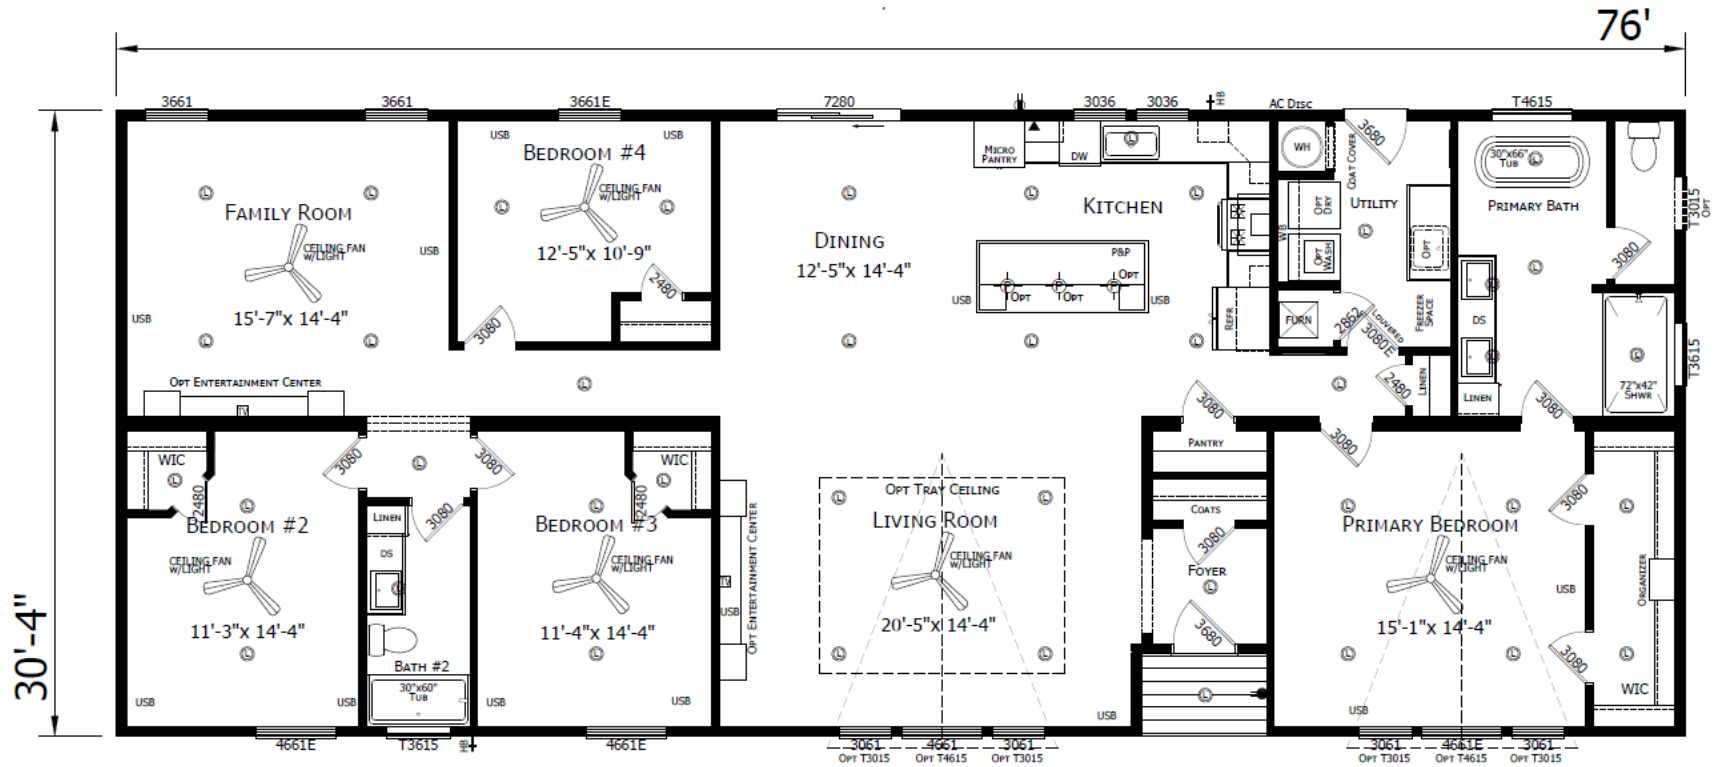 76'
30'-4"
3661
3661
3661E
7280
3036
3036
HB
AC Disc
T4615
USB
USB
BEDROOM #4
CEILING FAN
W/LIGHT
12'-5"x 10'-9"
2480
3080
FAMILY ROOM
CEILING FAN
W/LIGHT
15'-7"x 14'-4"
USB
USB
OPT ENTERTAINMENT CENTER
TV
DINING
12'-5"x 14'-4"
MICRO
PANTRY
DW
KITCHEN
P&P
OPT
OPT
OPT
USB
USB
REFR
WH
COAT COVER
3680
OPT
DRY
UTILITY
WB
OPT
WASH
OPT
FURN
2862
LOUVERED
3080E
FREEZER
SPACE
2480
LINEN
30"x66"
TUB
PRIMARY BATH
DS
LINEN
3080
T3015
OPT
T3615
72"x42"
SHWR
3080
3080
PANTRY
3080
WIC
2480
3080
BEDROOM #2
CEILING FAN
W/LIGHT
11'-3"x 14'-4"
USB
USB
LINEN
DS
3080
BATH #2
30"x60"
TUB
3080
WIC
2480
BEDROOM #3
CEILING FAN
W/LIGHT
11'-4"x 14'-4"
USB
USB
TV
USB
OPT ENTERTAINMENT CENTER
OPT TRAY CEILING
LIVING ROOM
CEILING FAN
W/LIGHT
20'-5"x 14'-4"
USB
COATS
3080
FOYER
3680
PRIMARY BEDROOM
CEILING FAN
W/LIGHT
15'-1"x 14'-4"
USB
USB
3080
3080
ORGANIZER
WIC
4661E
T3615
HB
4661E
3061
4661
3061
OPT T3015
OPT T4615
OPT T3015
3061
4661E
3061
OPT T3015
OPT T4615
OPT T3015